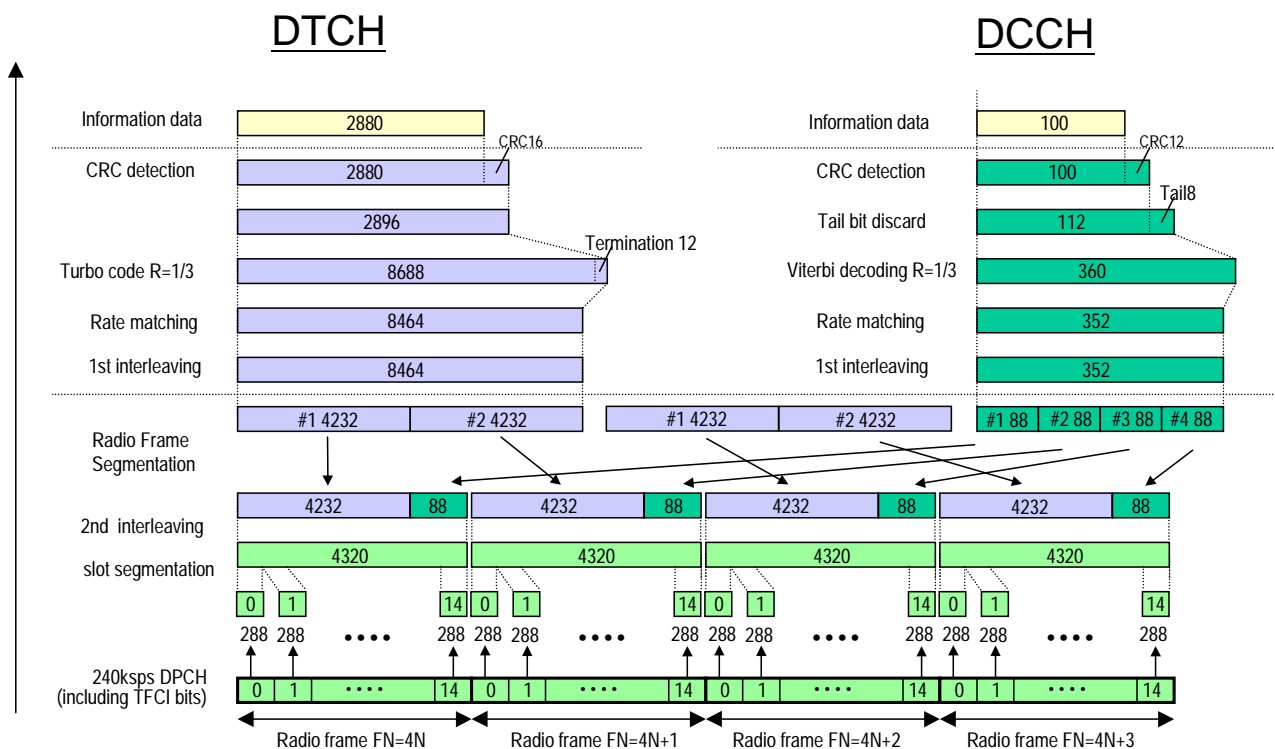 DTCH DCCH
Information data 2880 Information data 100
CRC16 CRC12
CRC detection 2880 CRC detection 100
Tail8
2896 Tail bit discard 112
Termination 12
Turbo code R=1/3 8688 Viterbi decoding R=1/3 360
Rate matching 8464 Rate matching 352
1st interleaving 8464 1st interleaving 352
#1 4232 #2 4232 #1 4232 #2 4232 #1 88 #2 88 #3 88 #4 88
Radio Frame
Segmentation
4232 88 4232 88 4232 88 4232 88
2nd interleaving
4320 4320 4320 4320
slot segmentation
0 1 14 0 1 14 0 1 14 0 1 14
288 288 •••• 288 288 288 •••• 288 288 288 •••• 288 288 288 •••• 288
240ksps DPCH
(including TFCI bits)
0 1 •••• 14 0 1 •••• 14 0 1 •••• 14 0 1 •••• 14
Radio frame FN=4N Radio frame FN=4N+1 Radio frame FN=4N+2 Radio frame FN=4N+3